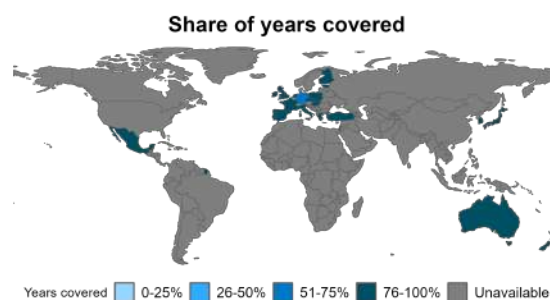 Share of years covered
Years covered 0-25% 26-50% 51-75% 76-100% Unavailable